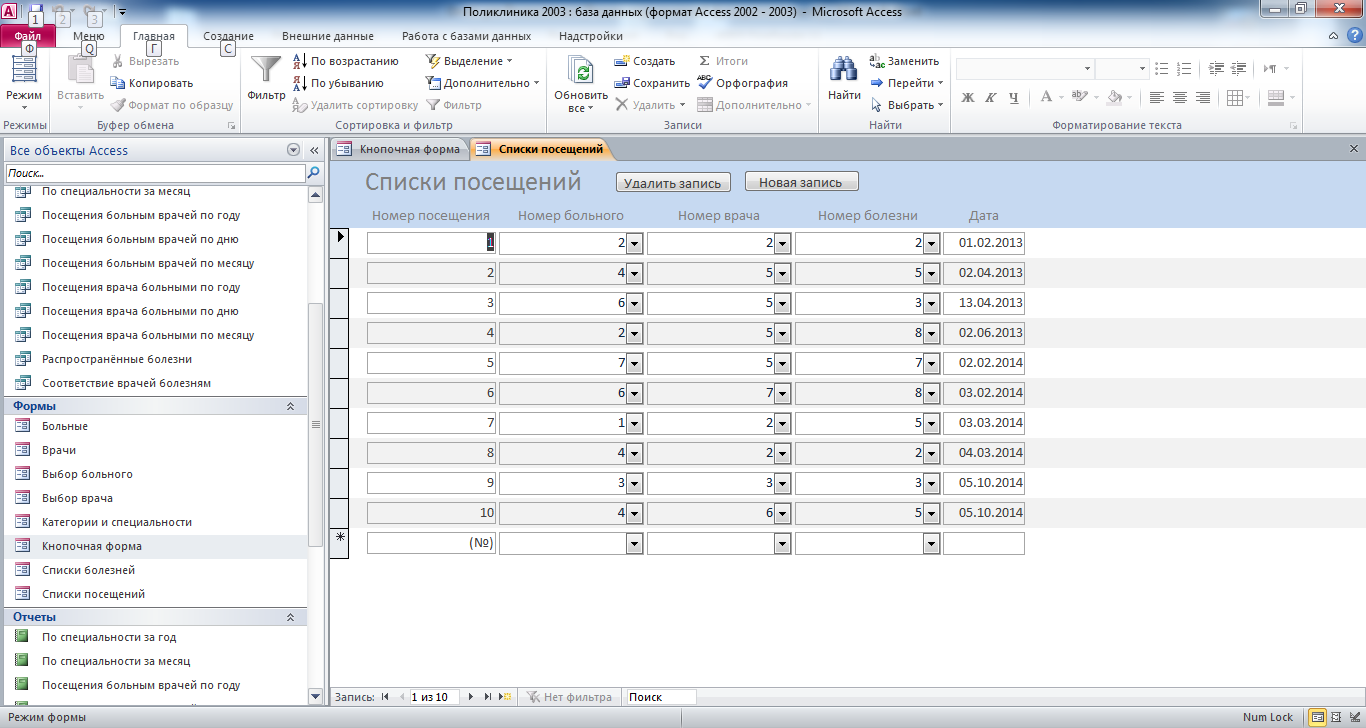 Поликлиника 2003 : база данных (формат Access 2002 - 2003) - Microsoft Access
1 2 3
Файл Меню Главная Создание Внешние данные Работа с базами данных Надстройки
Ф Q Г С
Режим
Режимы
Вставить
Вырезать
Копировать
Формат по образцу
Буфер обмена
Фильтр
По возрастанию
По убыванию
Удалить сортировку
Выделение
Дополнительно
Фильтр
Сортировка и фильтр
Обновить
все
Создать
Сохранить
Удалить
Итоги
Орфография
Дополнительно
Записи
Найти
Заменить
Перейти
Выбрать
Найти
Ж К Ч А
Форматирование текста
Все объекты Access
Поиск...
По специальности за месяц
Посещения больным врачей по году
Посещения больным врачей по дню
Посещения больным врачей по месяцу
Посещения врача больными по году
Посещения врача больными по дню
Посещения врача больными по месяцу
Распространённые болезни
Соответствие врачей болезням
Формы
Больные
Врачи
Выбор больного
Выбор врача
Категории и специальности
Кнопочная форма
Списки болезней
Списки посещений
Отчеты
По специальности за год
По специальности за месяц
Посещения больным врачей по году
Кнопочная форма Списки посещений
Списки посещений Удалить запись Новая запись
Номер посещения Номер больного Номер врача Номер болезни Дата
1 2 2 2 01.02.2013
2 4 5 5 02.04.2013
3 6 5 3 13.04.2013
4 2 5 8 02.06.2013
5 7 5 7 02.02.2014
6 6 7 8 03.02.2014
7 1 2 5 03.03.2014
8 4 2 2 04.03.2014
9 3 3 3 05.10.2014
10 4 6 5 05.10.2014
(№)
Запись: 1 из 10 Нет фильтра Поиск
Режим формы Num Lock